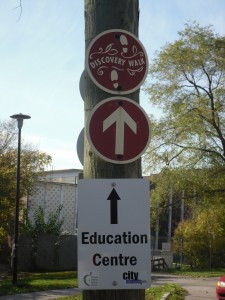 DISCOVERY WALK
Education
Centre
city